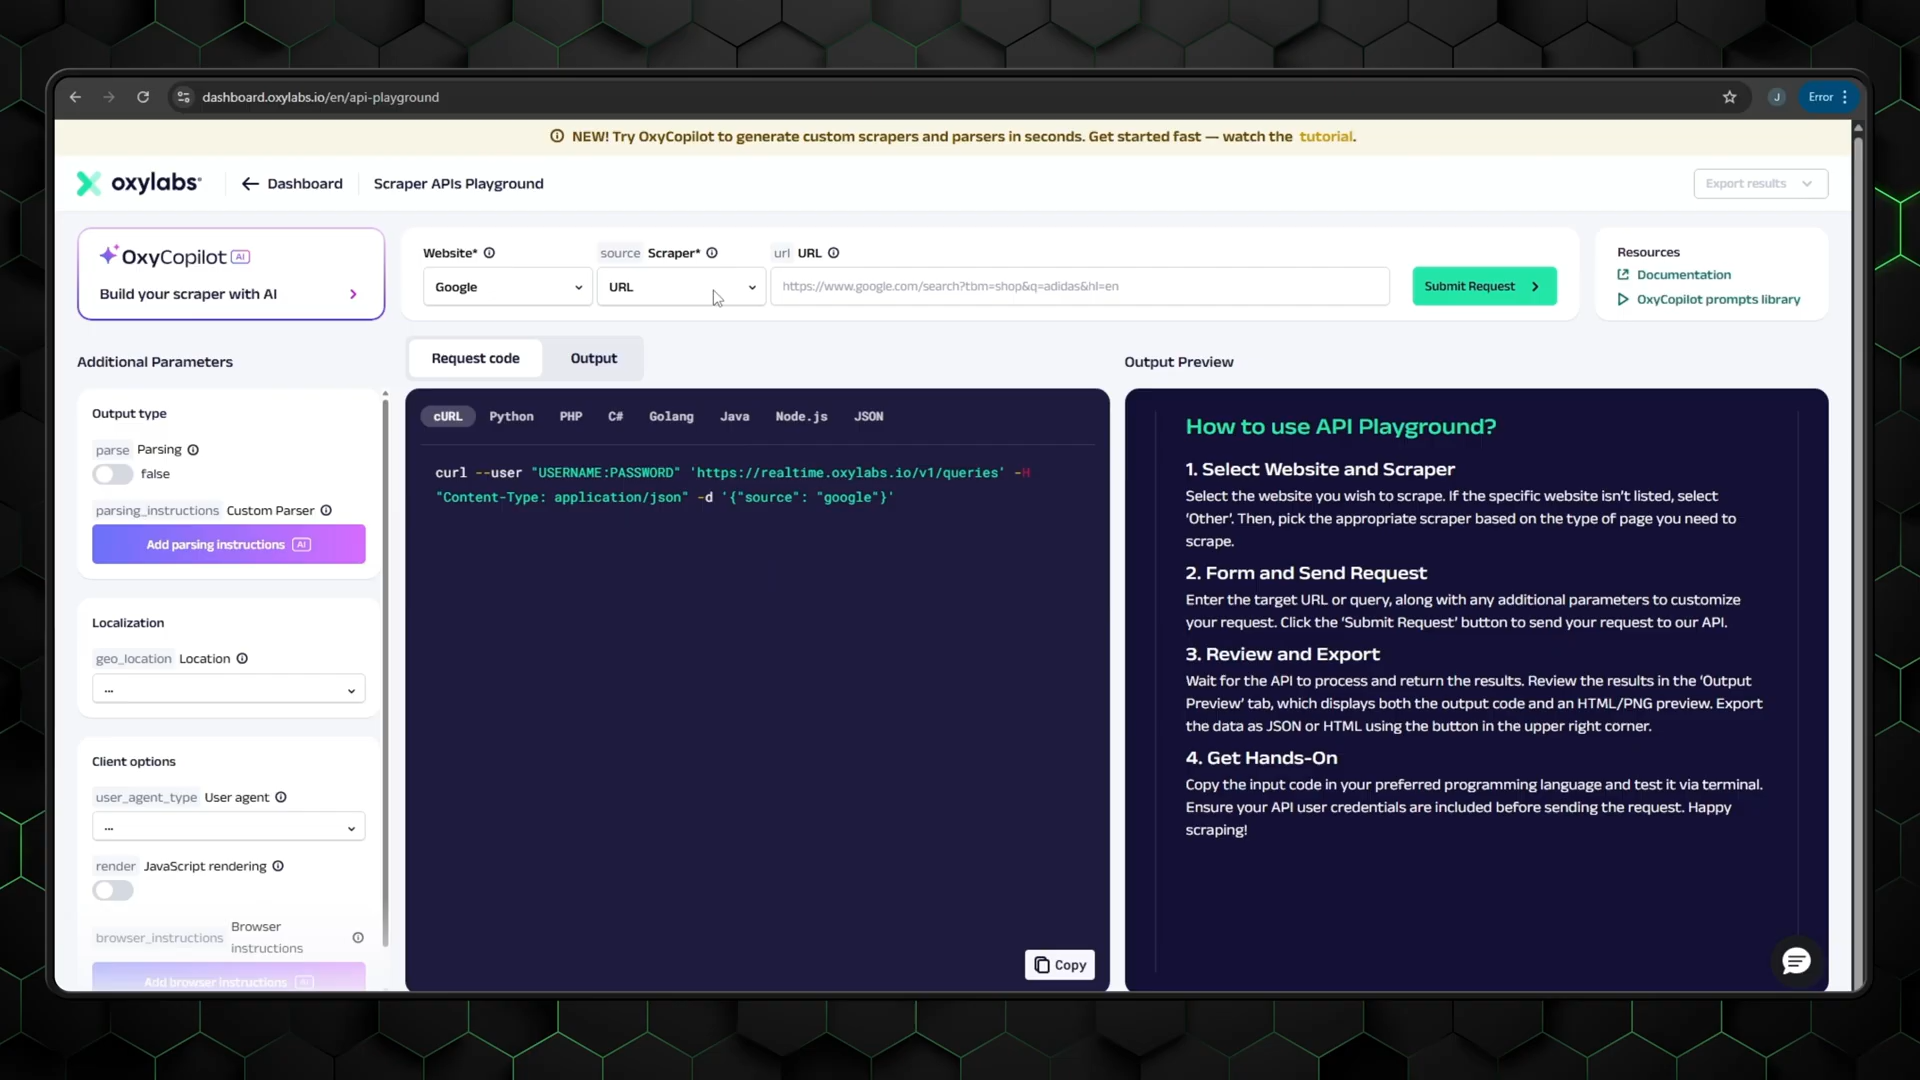 dashboard.oxylabs.io/en/api-playground
J
Error
NEW! Try OxyCopilot to generate custom scrapers and parsers in seconds. Get started fast — watch the tutorial.
oxylabs®
Dashboard
Scraper APIs Playground
Export results
OxyCopilot AI
Build your scraper with AI
Website*
source Scraper*
url URL
Google
URL
https://www.google.com/search?tbm=shop&q=adidas&hl=en
Submit Request
Resources
Documentation
OxyCopilot prompts library
Additional Parameters
Output type
parse Parsing
false
parsing_instructions Custom Parser
Add parsing instructions AI
Localization
geo_location Location
...
Client options
user_agent_type User agent
...
render JavaScript rendering
browser_instructions Browser
instructions
Add browser instructions AI
Request code
Output
cURL Python PHP C# Golang Java Node.js JSON
curl --user "USERNAME:PASSWORD" 'https://realtime.oxylabs.io/v1/queries' -H
"Content-Type: application/json" -d '{"source": "google"}'
Copy
Output Preview
How to use API Playground?
1. Select Website and Scraper
Select the website you wish to scrape. If the specific website isn't listed, select
'Other'. Then, pick the appropriate scraper based on the type of page you need to
scrape.
2. Form and Send Request
Enter the target URL or query, along with any additional parameters to customize
your request. Click the 'Submit Request' button to send your request to our API.
3. Review and Export
Wait for the API to process and return the results. Review the results in the 'Output
Preview' tab, which displays both the output code and an HTML/PNG preview. Export
the data as JSON or HTML using the button in the upper right corner.
4. Get Hands-On
Copy the input code in your preferred programming language and test it via terminal.
Ensure your API user credentials are included before sending the request. Happy
scraping!